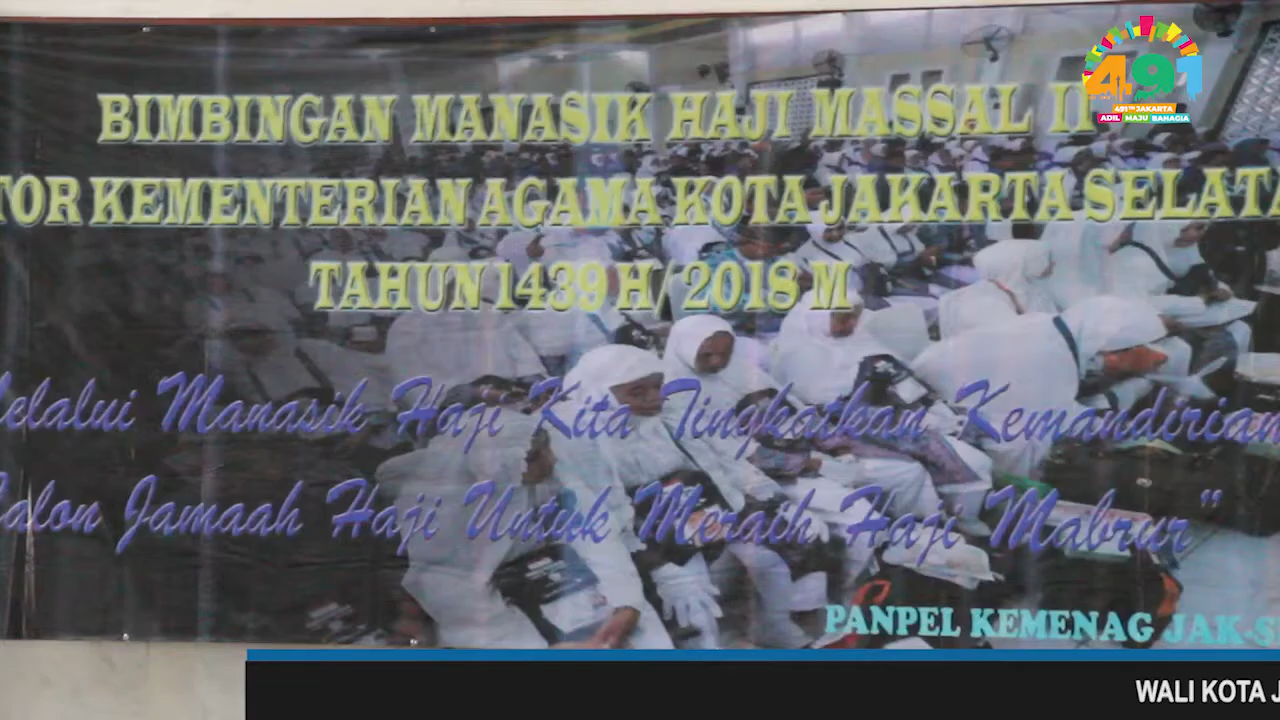 BIMBINGAN MANASIK HAJI MASSAL II
TOR KEMENTERIAN AGAMA KOTA JAKARTA SELATA
TAHUN 1439 H/ 2018 M
elalui Manasik Haji Kita Tingkatkan Kemandirian
alon Jamaah Haji Untuk Meraih Haji Mabrur"
PANPEL KEMENAG JAK-S
491
491TH JAKARTA
ADIL MAJU BAHAGIA
WALI KOTA J